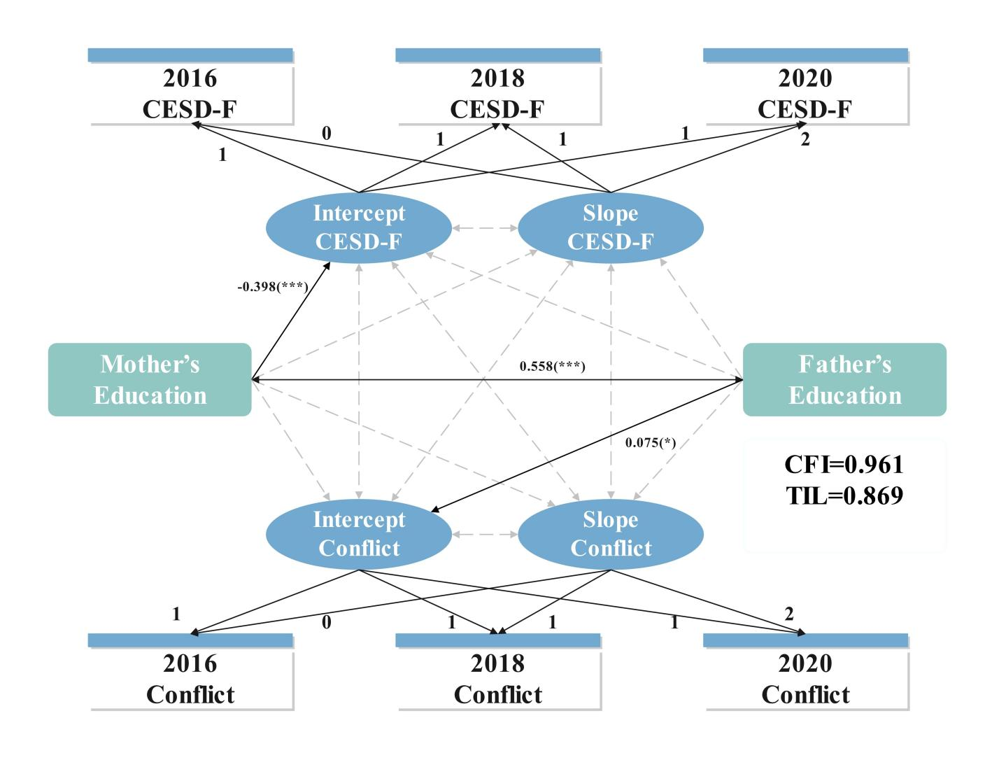 2016
CESD-F
2018
CESD-F
2020
CESD-F
0
1
1
1
1
2
Intercept
CESD-F
Slope
CESD-F
-0.398(***)
Mother’s
Education
0.558(***)
Father’s
Education
0.075(*)
CFI=0.961
TIL=0.869
Intercept
Conflict
Slope
Conflict
1
0
1
1
1
2
2016
Conflict
2018
Conflict
2020
Conflict